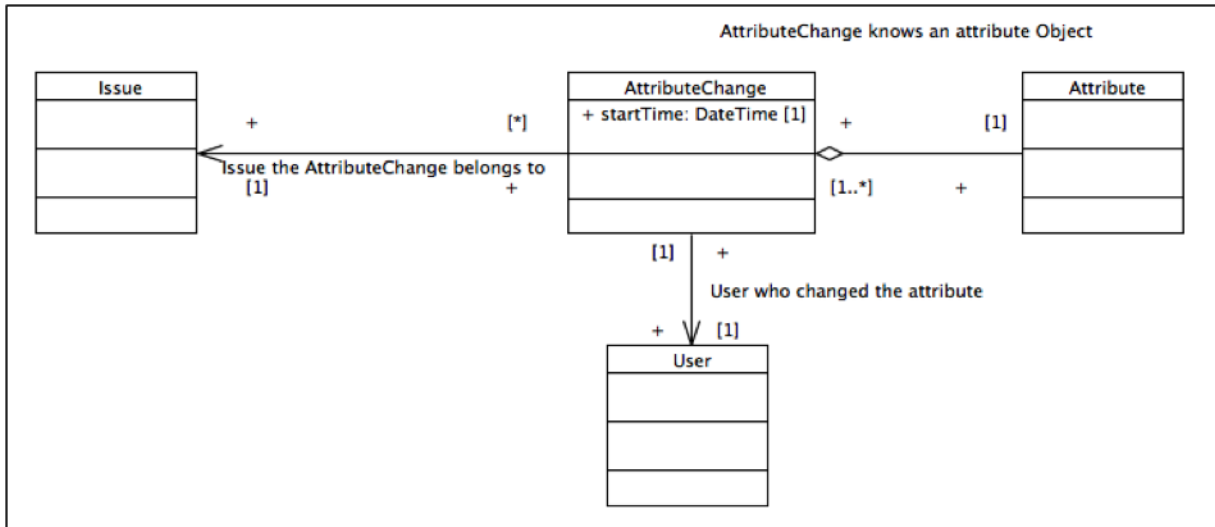 AttributeChange knows an attribute Object
Issue
AttributeChange
Attribute
+ startTime: DateTime [1]
+
[*]
+
[1]
Issue the AttributeChange belongs to
[1]
+
[1..*]
+
[1]
+
User who changed the attribute
+
[1]
User